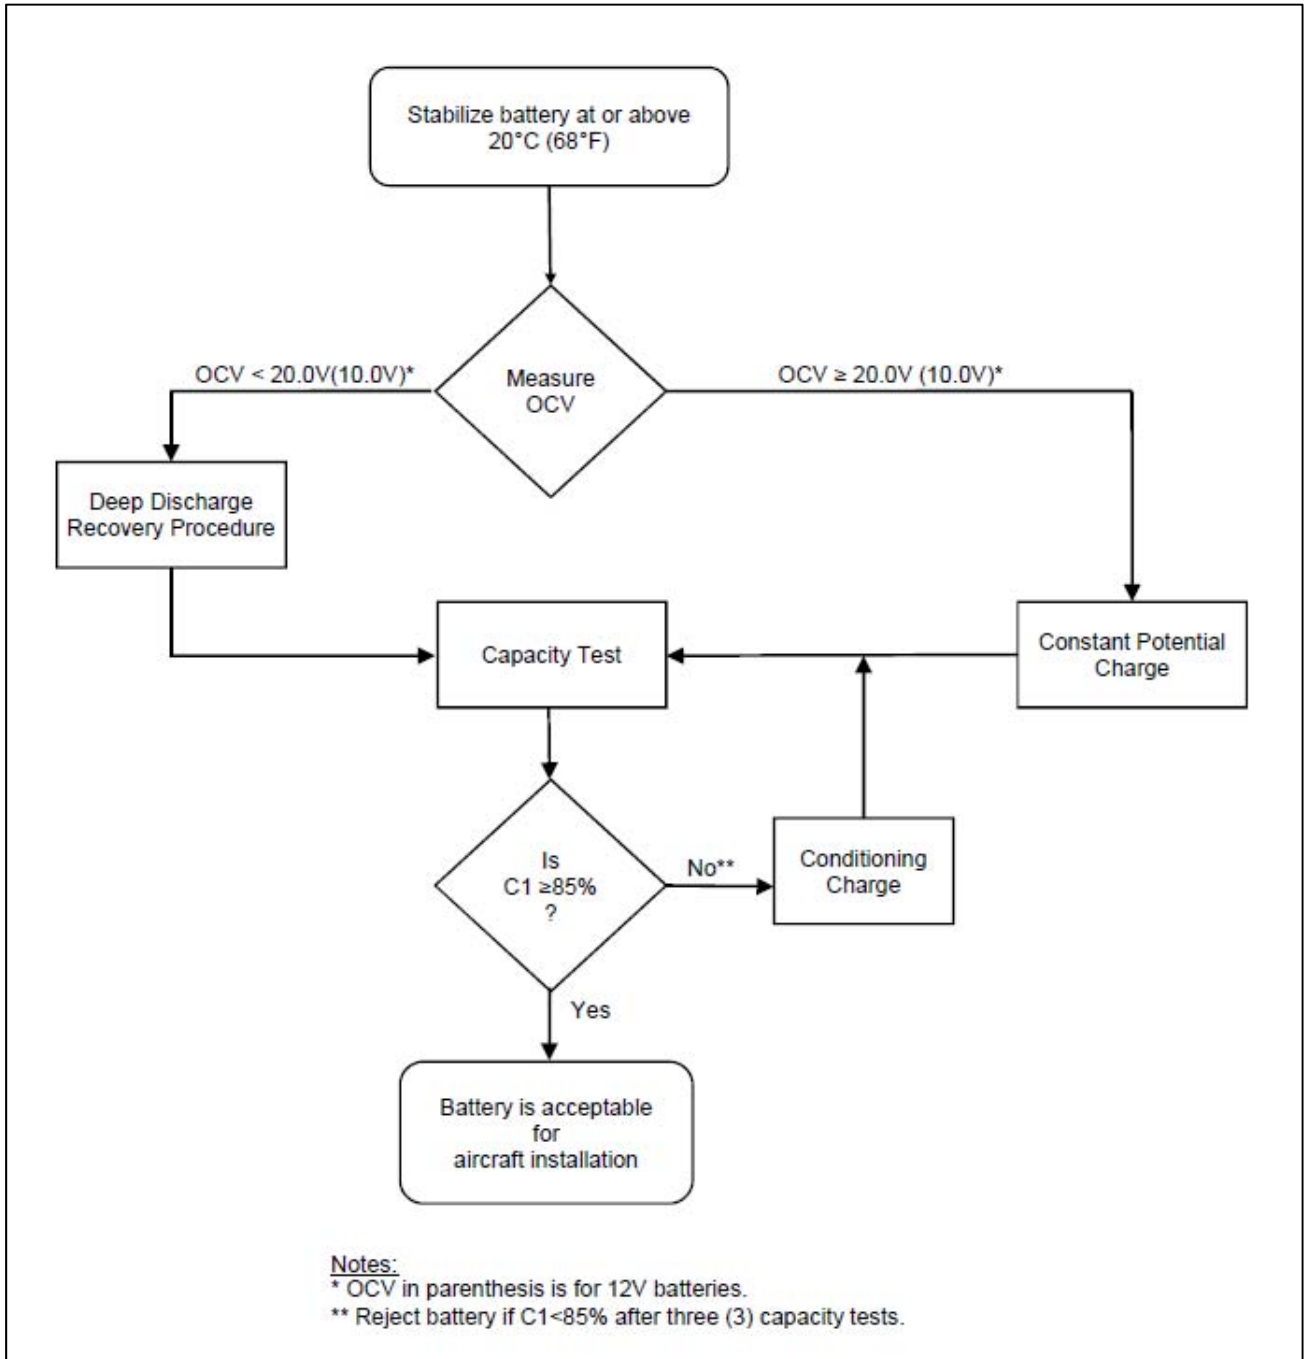 Stabilize battery at or above
20°C (68°F)
OCV < 20.0V(10.0V)*
Measure
OCV
OCV ≥ 20.0V (10.0V)*
Deep Discharge
Recovery Procedure
Capacity Test
Constant Potential
Charge
Is
C1 ≥85%
?
No**
Conditioning
Charge
Yes
Battery is acceptable
for
aircraft installation
Notes:
* OCV in parenthesis is for 12V batteries.
** Reject battery if C1<85% after three (3) capacity tests.